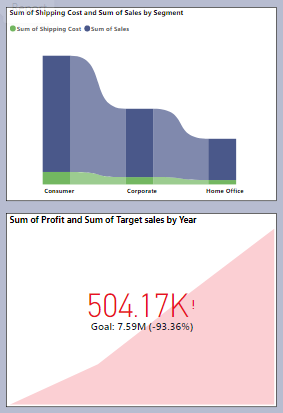 Sum of Shipping Cost and Sum of Sales by Segment
Sum of Shipping Cost Sum of Sales
Consumer Corporate Home Office
Sum of Profit and Sum of Target sales by Year
504.17K!
Goal: 7.59M (-93.36%)